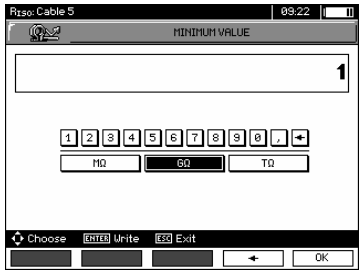 RISO: Cable 5 09:22
MINIMUM VALUE
1
1 2 3 4 5 6 7 8 9 0 , ←
MΩ GΩ TΩ
Choose ENTER Write ESC Exit
← OK